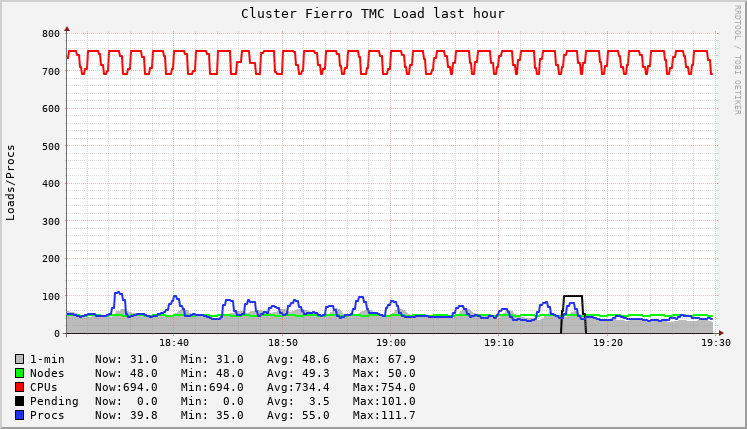 Cluster Fierro TMC Load last hour
RRDTOOL / TOBI OETIKER
Loads/Procs
800
700
600
500
400
300
200
100
0
18:40 18:50 19:00 19:10 19:20 19:30
1-min Now: 31.0 Min: 31.0 Avg: 48.6 Max: 67.9
Nodes Now: 48.0 Min: 48.0 Avg: 49.3 Max: 50.0
CPUs Now:694.0 Min:694.0 Avg:734.4 Max:754.0
Pending Now: 0.0 Min: 0.0 Avg: 3.5 Max:101.0
Procs Now: 39.8 Min: 35.0 Avg: 55.0 Max:111.7